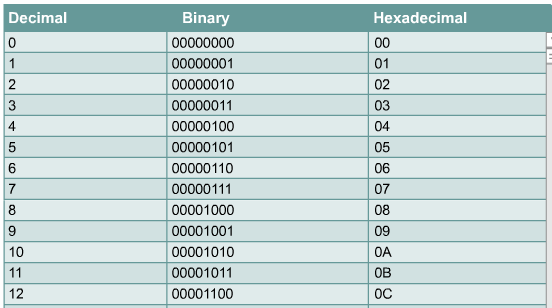 Decimal Binary Hexadecimal
0 00000000 00
1 00000001 01
2 00000010 02
3 00000011 03
4 00000100 04
5 00000101 05
6 00000110 06
7 00000111 07
8 00001000 08
9 00001001 09
10 00001010 0A
11 00001011 0B
12 00001100 0C